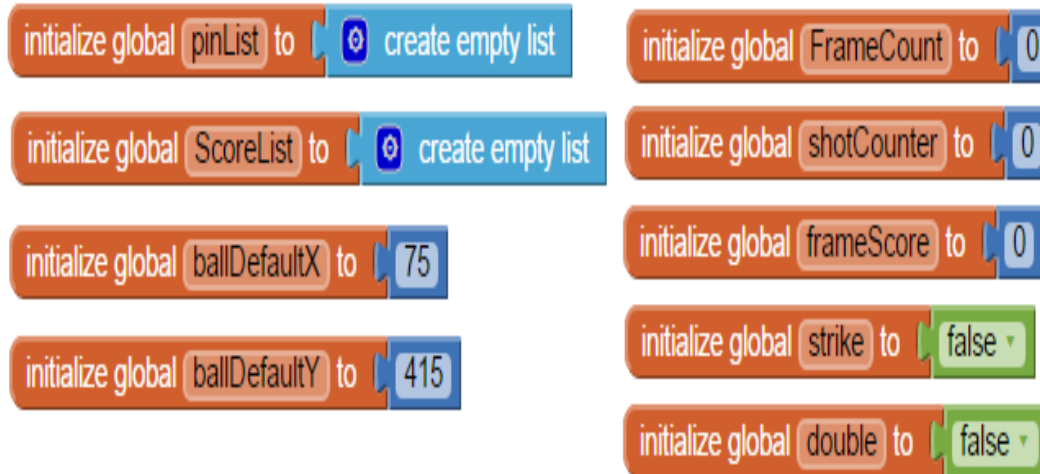 initialize global pinList to create empty list
initialize global ScoreList to create empty list
initialize global ballDefaultX to 75
initialize global ballDefaultY to 415
initialize global FrameCount to 0
initialize global shotCounter to 0
initialize global frameScore to 0
initialize global strike to false
initialize global double to false